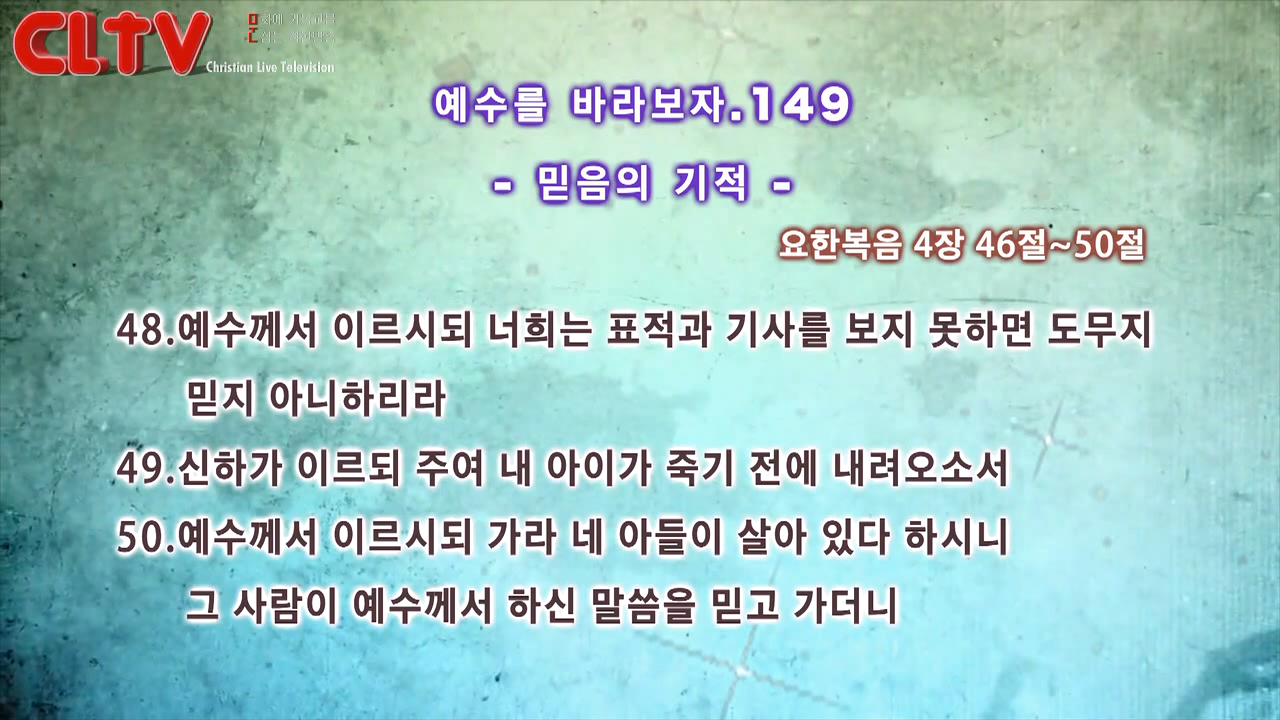 CLTV
Christian Live Television
예수를 바라보자.149
- 믿음의 기적 -
요한복음 4장 46절~50절
48.예수께서 이르시되 너희는 표적과 기사를 보지 못하면 도무지
믿지 아니하리라
49.신하가 이르되 주여 내 아이가 죽기 전에 내려오소서
50.예수께서 이르시되 가라 네 아들이 살아 있다 하시니
그 사람이 예수께서 하신 말씀을 믿고 가더니